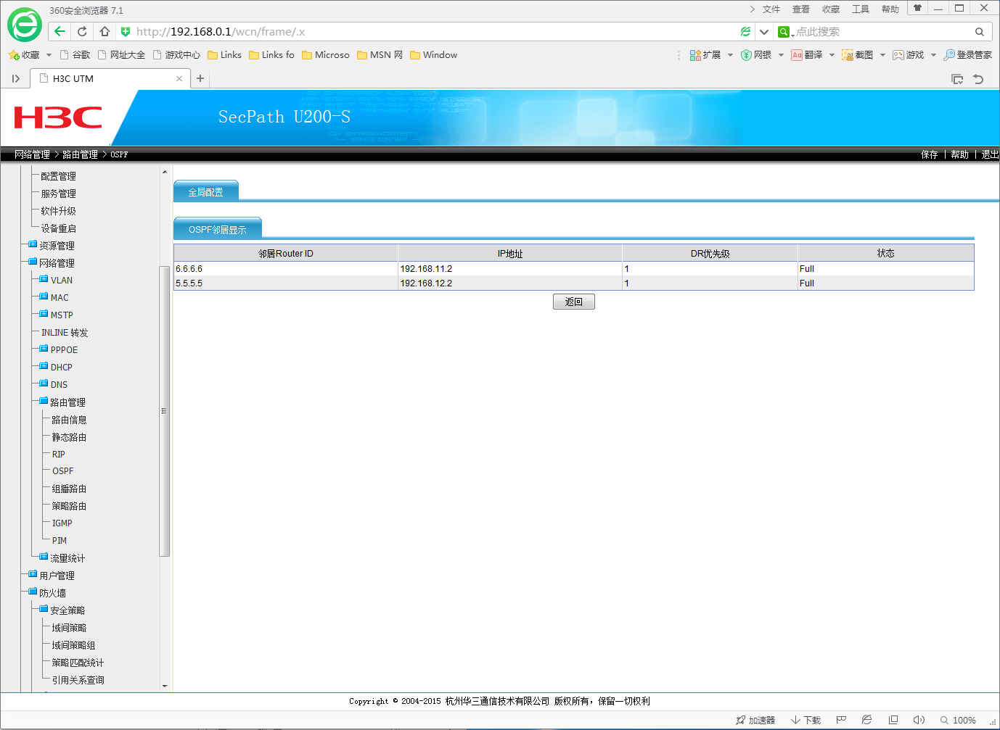 360安全浏览器 7.1
文件 查看 收藏 工具 帮助
http://192.168.0.1/wcn/frame/.x
点此搜索
收藏 谷歌 网址大全 游戏中心 Links Links fo Microso MSN 网 Window
扩展 网银 翻译 截图 游戏 登录管家
H3C UTM
H3C
SecPath U200-S
网络管理 > 路由管理 > OSPF
保存 | 帮助 | 退出
配置管理
服务管理
软件升级
设备重启
资源管理
网络管理
VLAN
MAC
MSTP
INLINE 转发
PPPOE
DHCP
DNS
路由管理
路由信息
静态路由
RIP
OSPF
组播路由
策略路由
IGMP
PIM
流量统计
用户管理
防火墙
安全策略
域间策略
域间策略组
策略匹配统计
引用关系查询
全局配置
OSPF邻居显示
邻居Router ID IP地址 DR优先级 状态
6.6.6.6 192.168.11.2 1 Full
5.5.5.5 192.168.12.2 1 Full
返回
Copyright © 2004-2015 杭州华三通信技术有限公司 版权所有，保留一切权利
加速器 下载 100%